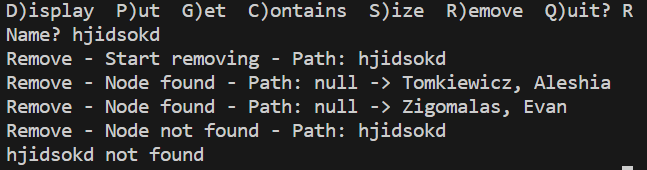 D)isplay  P)ut  G)et  C)ontains  S)ize  R)emove  Q)uit? R
Name? hjidsokd
Remove - Start removing - Path: hjidsokd
Remove - Node found - Path: null -> Tomkiewicz, Aleshia
Remove - Node found - Path: null -> Zigomalas, Evan
Remove - Node not found - Path: hjidsokd
hjidsokd not found